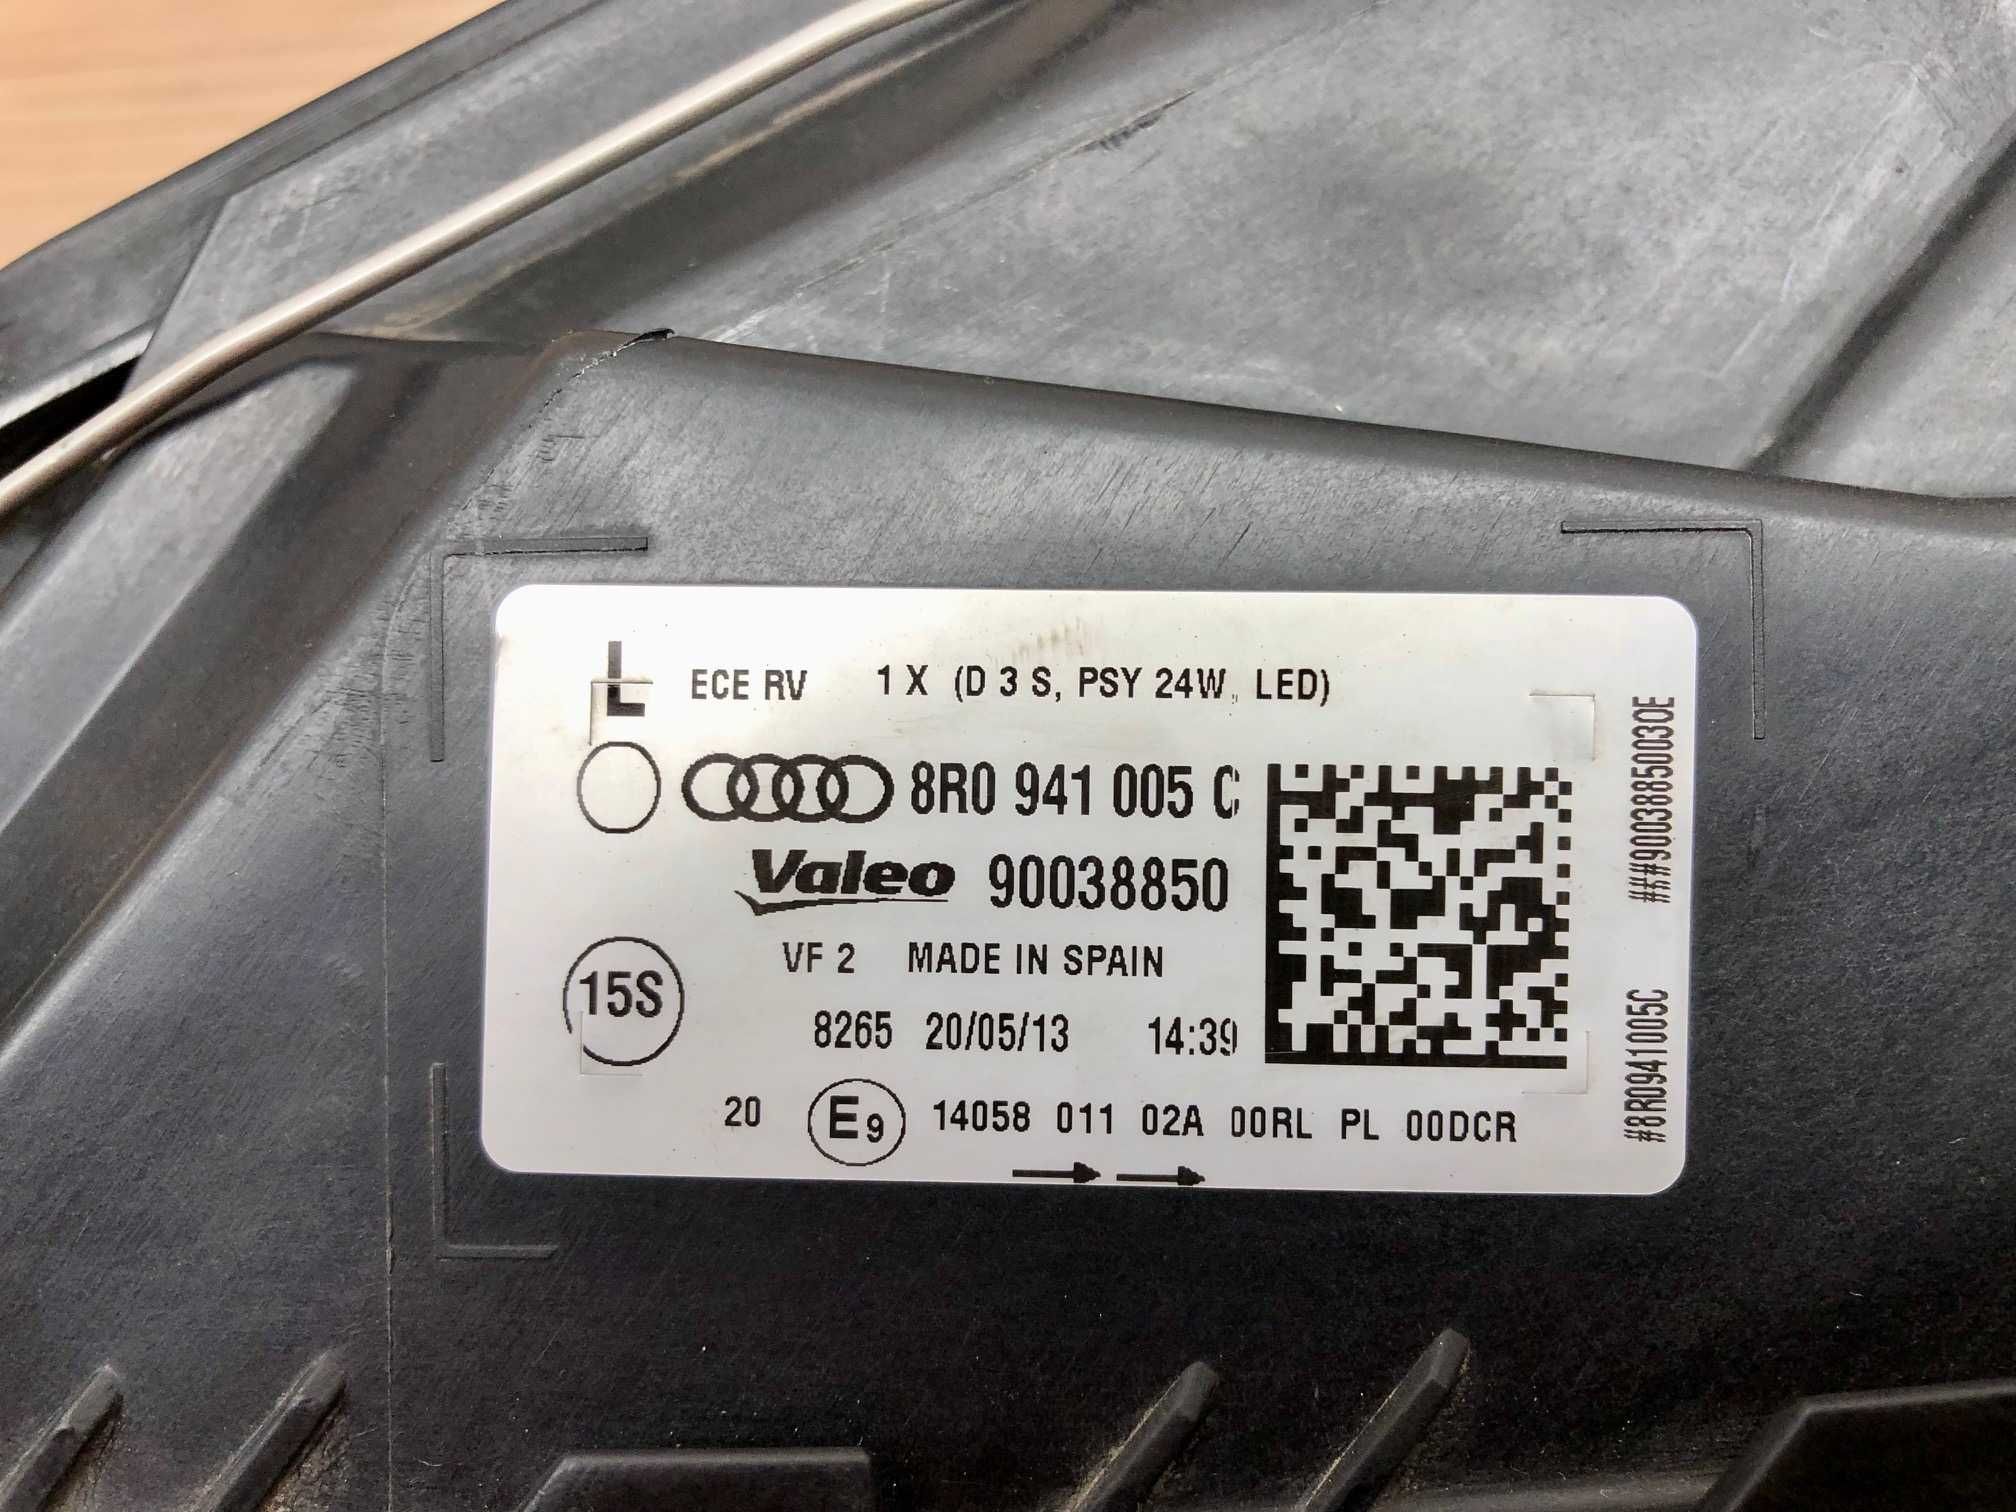 L ECE RV 1 X (D 3 S, PSY 24W, LED)
8R0 941 005 C
Valeo 90038850
VF 2 MADE IN SPAIN
15S
8265 20/05/13 14:39
20 E9 14058 011 02A 00RL PL 00DCR
###90038850030E
#8R0941005C